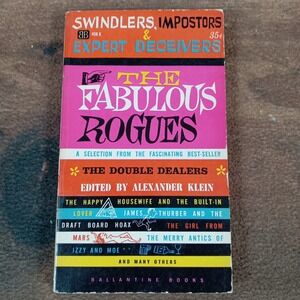 SWINDLERS, IMPOSTORS
BB
&
35¢
EXPERT DECEIVERS
THE
FABULOUS
ROGUES
A SELECTION FROM THE FASCINATING BEST-SELLER
THE DOUBLE DEALERS
EDITED BY ALEXANDER KLEIN
THE HAPPY HOUSEWIFE AND THE BUILT-IN
LOVER JAMES THURBER AND THE
DRAFT BOARD HOAX THE GIRL FROM
MARS THE MERRY ANTICS OF
IZZY AND MOE
AND MANY OTHERS
BALLANTINE BOOKS